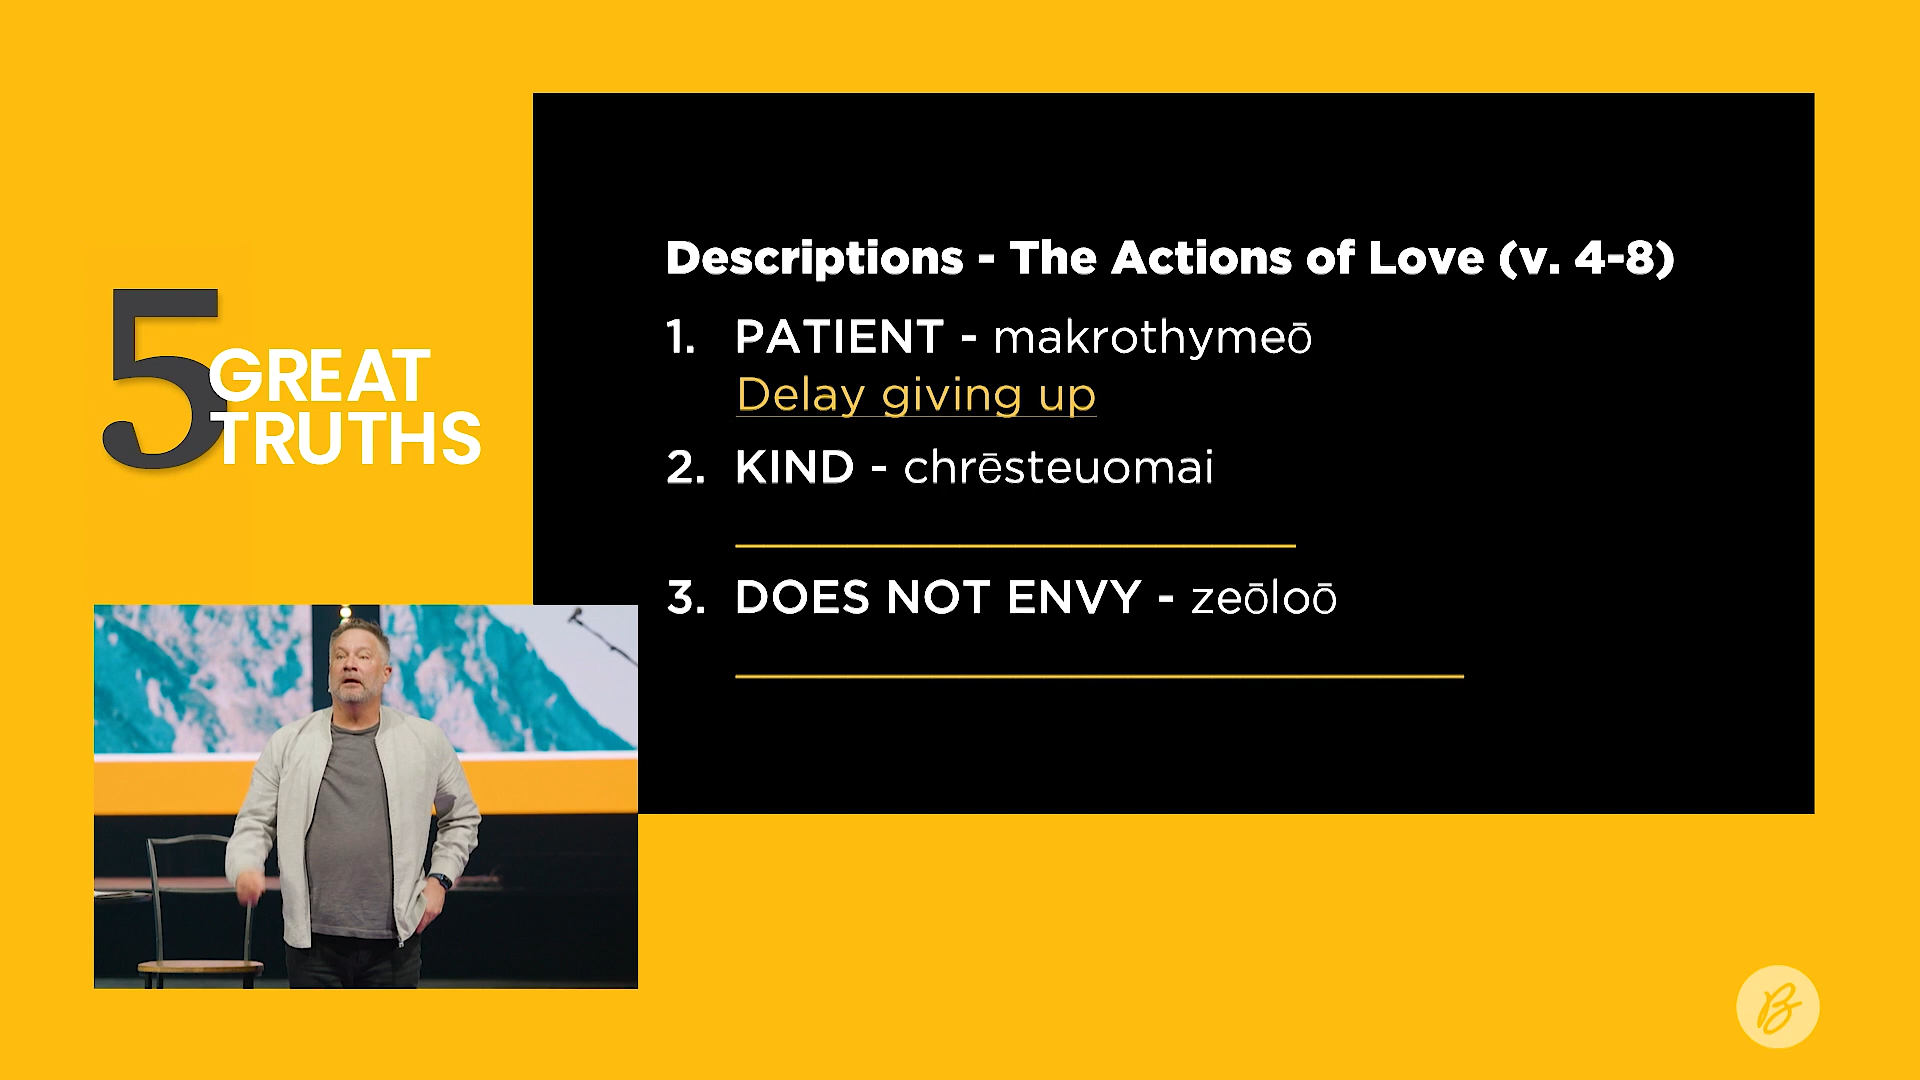 5 GREAT
TRUTHS
Descriptions - The Actions of Love (v. 4-8)
1. PATIENT - makrothymeō
Delay giving up
2. KIND - chrēsteuomai
3. DOES NOT ENVY - zeōloō
B